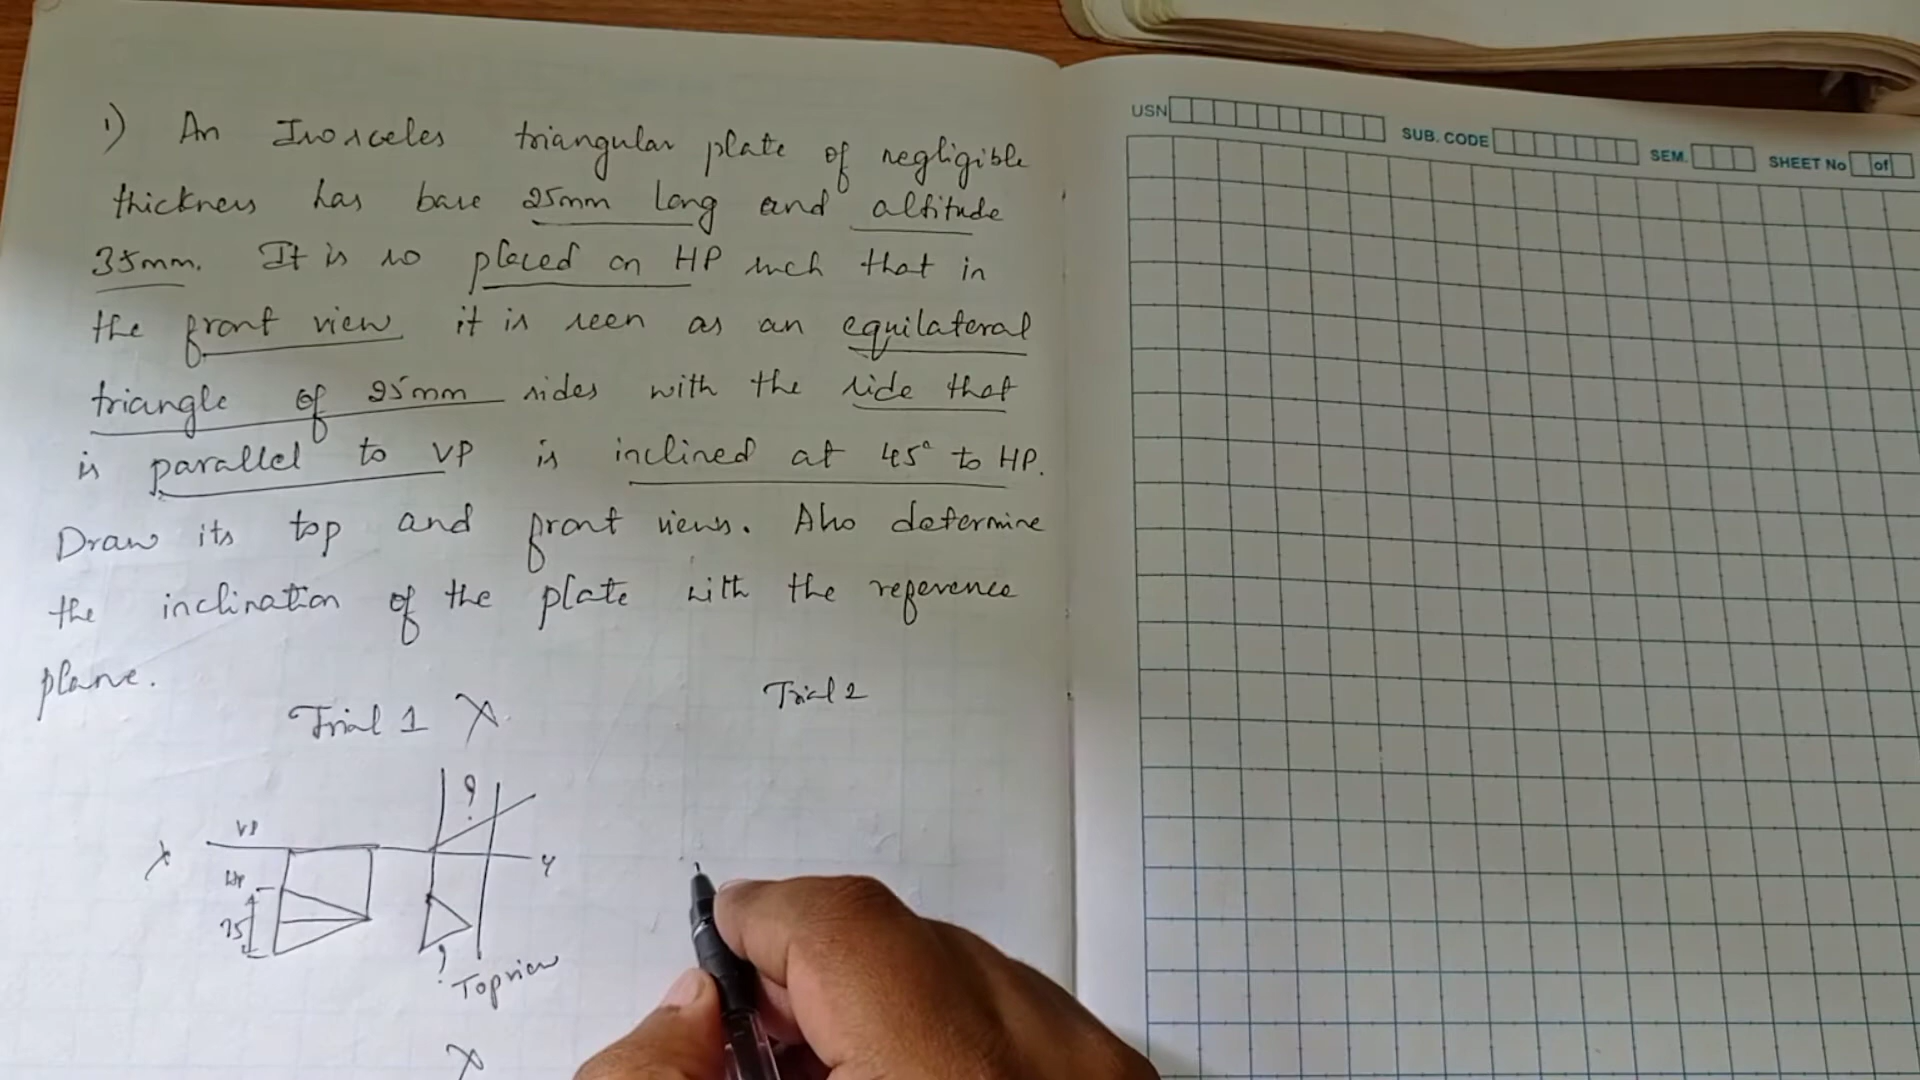 1) An Isosceles triangular plate of negligible
thickness has base 25mm long and altitude
35mm. It is so placed on HP such that in
the front view it is seen as an equilateral
triangle of 25mm sides with the side that
is parallel to VP is inclined at 45° to HP.
Draw its top and front views. Also determine
the inclination of the plate with the reference
plane.
Trial 1 X
Trial 2
X
VP
HP
Y
25
?
?
Top view
X
USN
SUB. CODE
SEM.
SHEET No
of